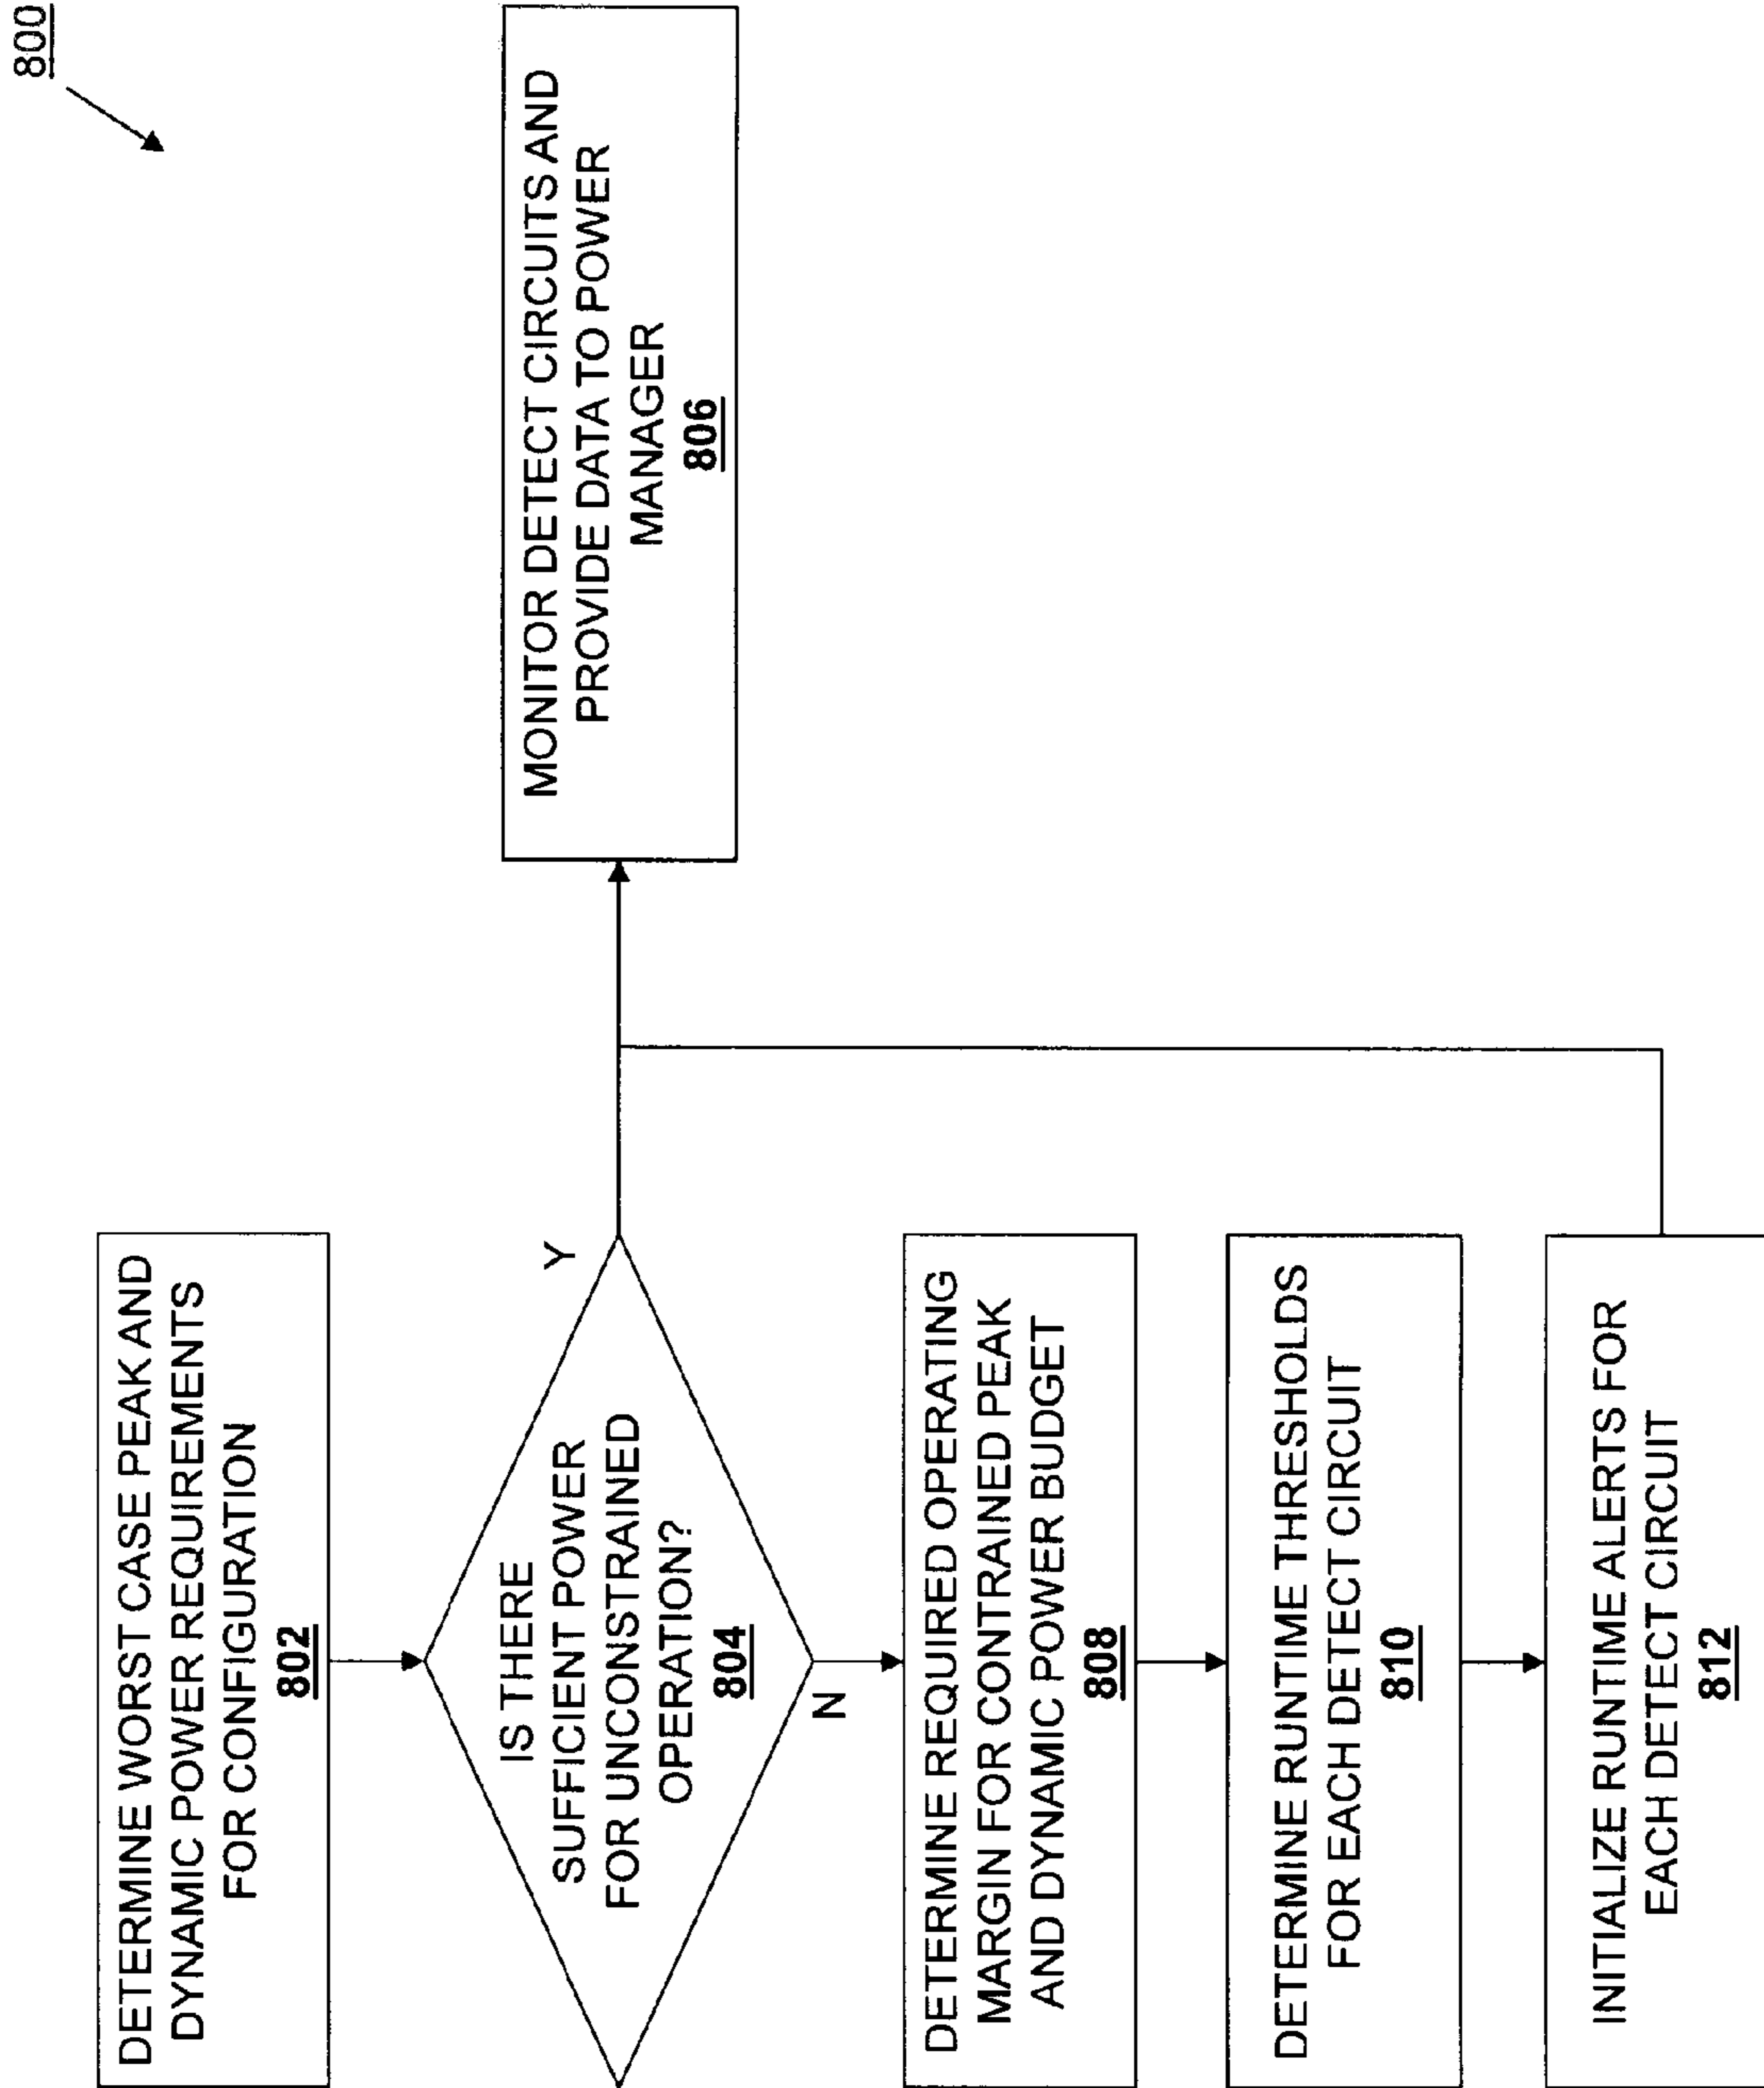 800
DETERMINE WORST CASE PEAK AND
DYNAMIC POWER REQUIREMENTS
FOR CONFIGURATION
802
IS THERE
SUFFICIENT POWER
FOR UNCONSTRAINED
OPERATION?
804
Y
N
MONITOR DETECT CIRCUITS AND
PROVIDE DATA TO POWER
MANAGER
806
DETERMINE REQUIRED OPERATING
MARGIN FOR CONTRAINED PEAK
AND DYNAMIC POWER BUDGET
808
DETERMINE RUNTIME THRESHOLDS
FOR EACH DETECT CIRCUIT
810
INITIALIZE RUNTIME ALERTS FOR
EACH DETECT CIRCUIT
812